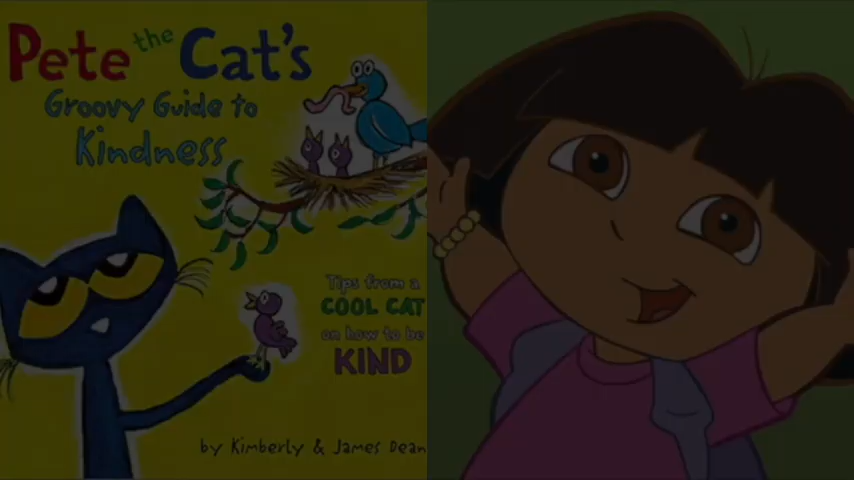 Pete the Cat's
Groovy Guide to
Kindness
Tips from a
COOL CAT
on how to be
KIND
by Kimberly & James Dean